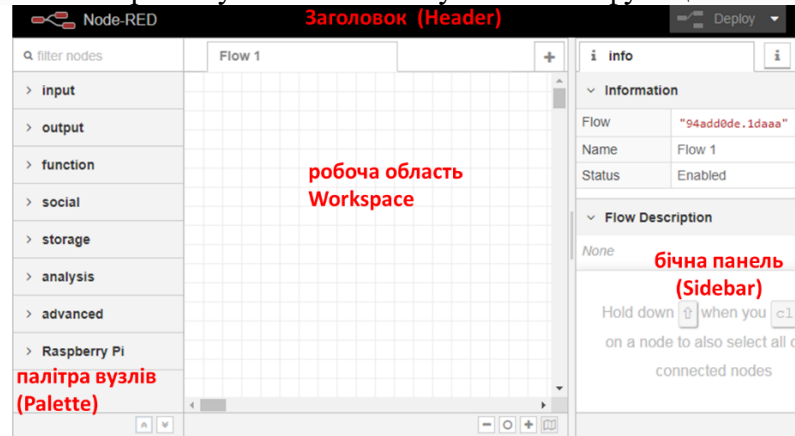 Node-RED
Заголовок (Header)
Deploy
filter nodes
Flow 1
+
i info
i
input
output
function
social
storage
analysis
advanced
Raspberry Pi
палітра вузлів
(Palette)
робоча область
Workspace
Information
Flow "94add0de.1daaa"
Name Flow 1
Status Enabled
Flow Description
None
бічна панель
(Sidebar)
Hold down ⇧ when you cl
on a node to also select all
connected nodes